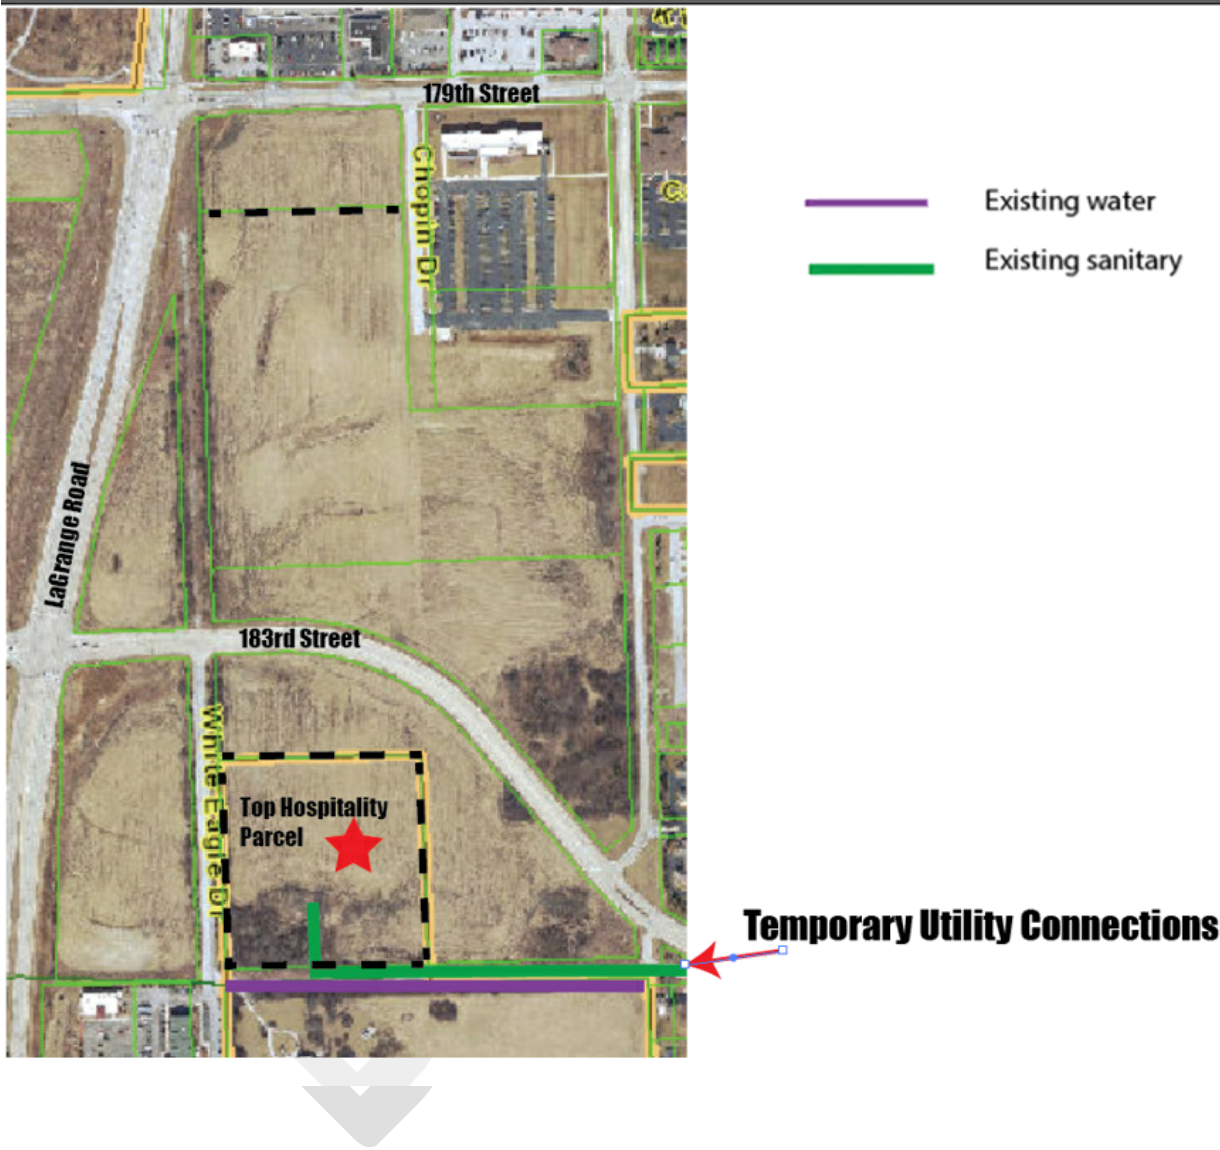 179th Street
Chopin Dr
Existing water
Existing sanitary
LaGrange Road
183rd Street
White Eagle Dr
Top Hospitality
Parcel
Temporary Utility Connections